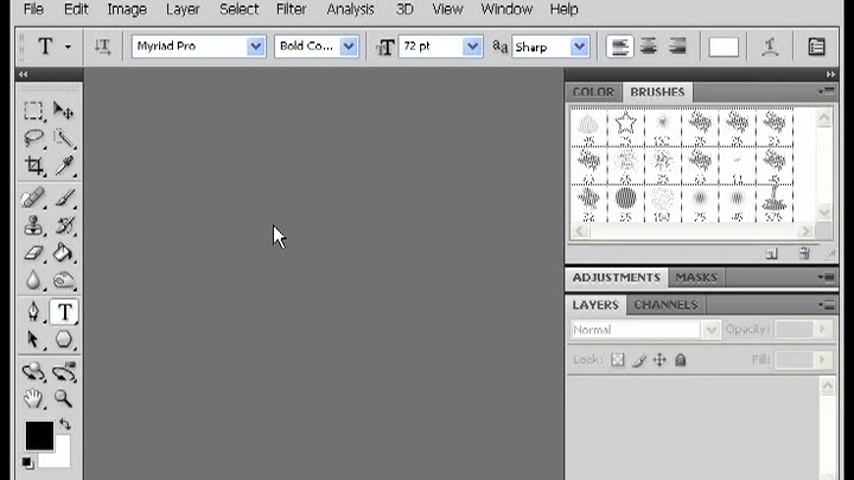 File Edit Image Layer Select Filter Analysis 3D View Window Help
T Myriad Pro Bold Co... 72 pt aa Sharp
COLOR BRUSHES
ADJUSTMENTS MASKS
LAYERS CHANNELS
Normal Opacity:
Lock: Fill:
T